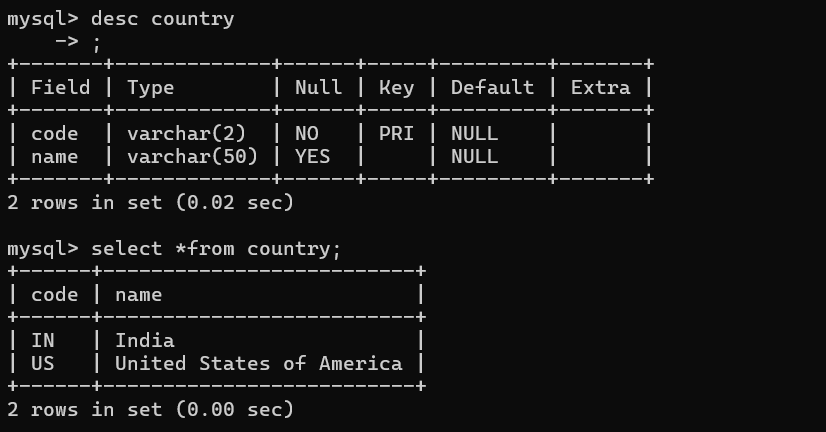 mysql> desc country
    -> ;
+-------+-------------+------+-----+---------+-------+
| Field | Type        | Null | Key | Default | Extra |
+-------+-------------+------+-----+---------+-------+
| code  | varchar(2)  | NO   | PRI | NULL    |       |
| name  | varchar(50) | YES  |     | NULL    |       |
+-------+-------------+------+-----+---------+-------+
2 rows in set (0.02 sec)

mysql> select *from country;
+------+--------------------------+
| code | name                     |
+------+--------------------------+
| IN   | India                    |
| US   | United States of America |
+------+--------------------------+
2 rows in set (0.00 sec)